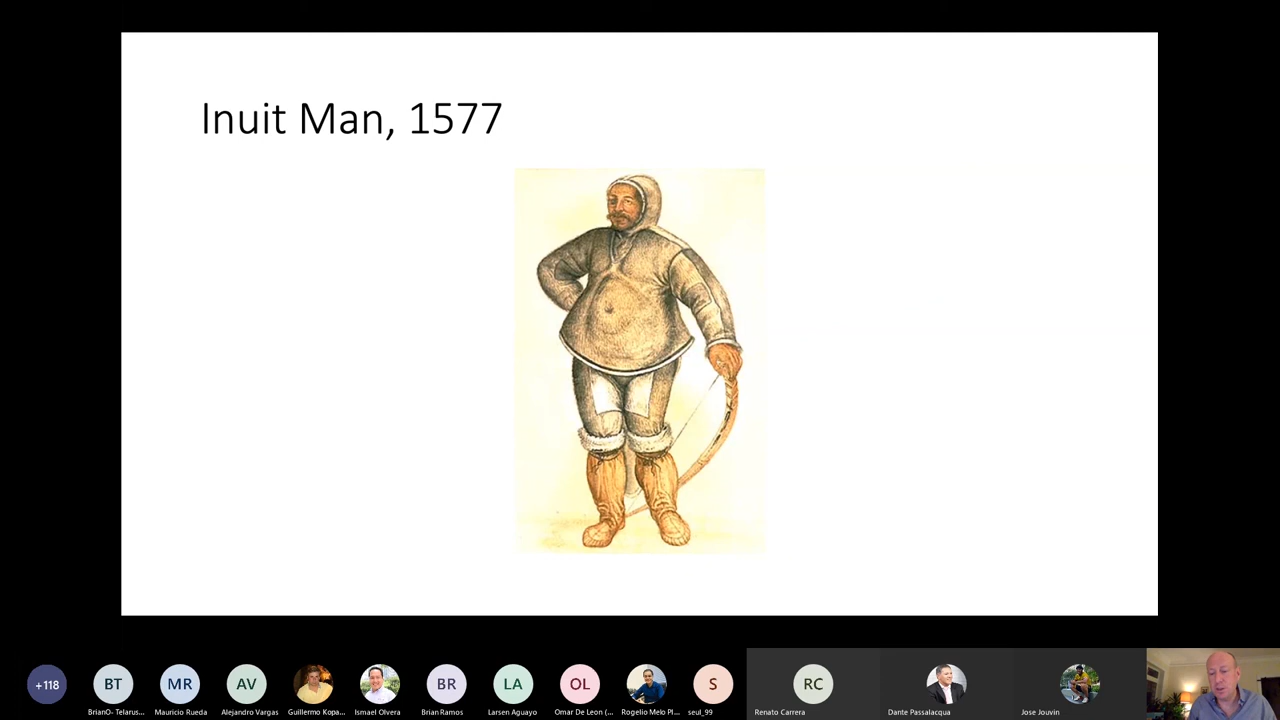 Inuit Man, 1577
+118
BT
MR
AV
BR
LA
OL
S
RC
BrianO- Telarus...
Mauricio Rueda
Alejandro Vargas
Guillermo Kopa...
Ismael Olvera
Brian Ramos
Larsen Aguayo
Omar De Leon (...
Rogelio Melo Pl...
seul_99
Renato Carrera
Dante Passalacqua
Jose Jouvin